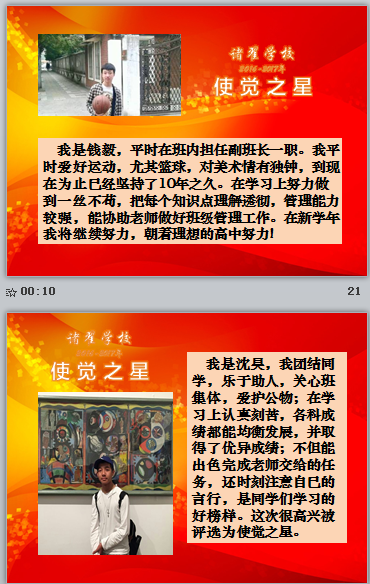 诸翟学校
2016-2017年
使觉之星
我是钱毅，平时在班内担任副班长一职。我平
时爱好运动，尤其篮球，对美术情有独钟，到现
在为止已经坚持了10年之久。在学习上努力做
到一丝不苟，把每个知识点理解透彻，管理能力
较强，能协助老师做好班级管理工作。在新学年
我将继续努力，朝着理想的高中努力！
00:10
21
诸翟学校
2016-2017年
使觉之星
我是沈昊，我团结同
学，乐于助人，关心班
集体，爱护公物；在学
习上认真刻苦，各科成
绩都能均衡发展，并取
得了优异成绩；不但能
出色完成老师交给的任
务，还时刻注意自己的
言行，是同学们学习的
好榜样。这次很高兴被
评选为使觉之星。